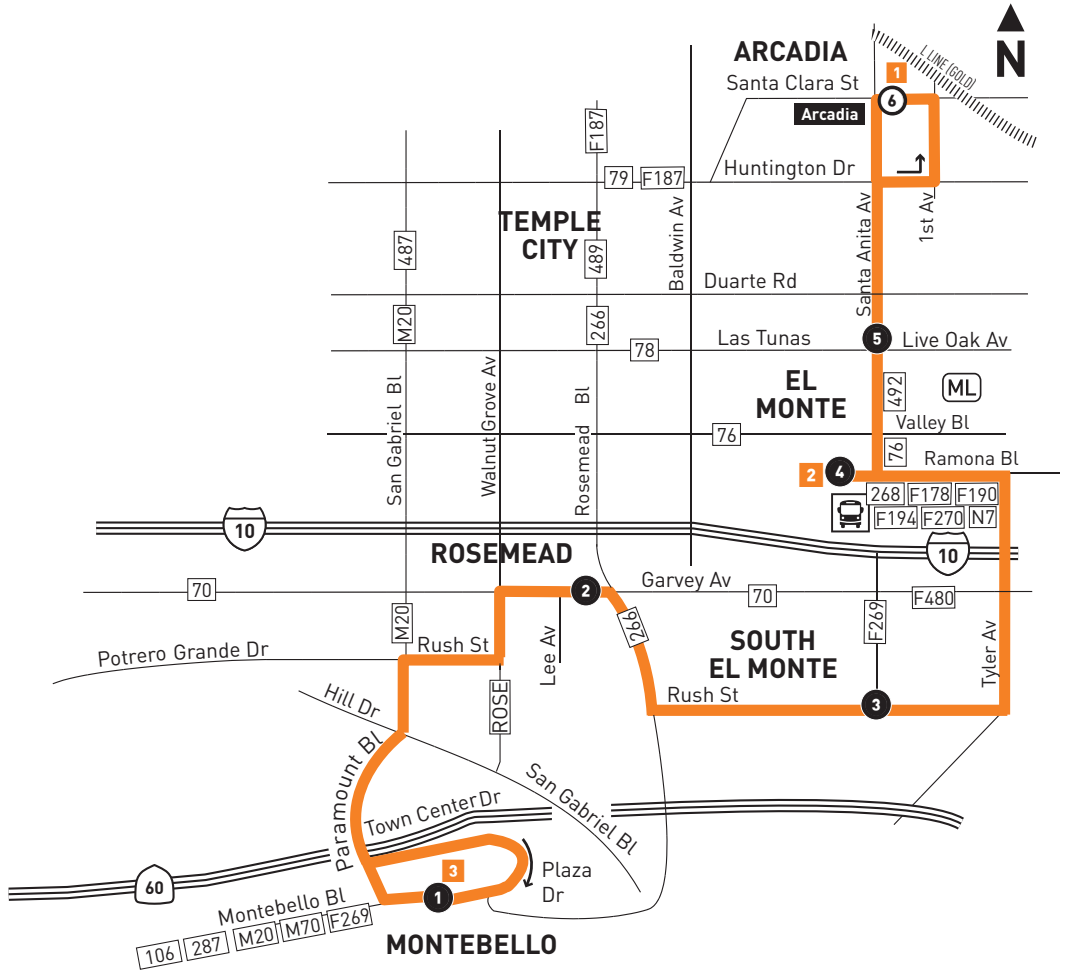 ARCADIA
N
L LINE (GOLD)
1
Santa Clara St
6
Arcadia
F187
Huntington Dr
79
F187
TEMPLE
CITY
Baldwin Av
Santa Anita Av
1st Av
487
489
Duarte Rd
M20
266
Las Tunas
5
Live Oak Av
78
EL
MONTE
492
ML
San Gabriel Bl
Walnut Grove Av
Rosemead Bl
Valley Bl
76
76
Ramona Bl
2
4
268
F178
F190
F194
F270
N7
10
10
ROSEMEAD
Garvey Av
70
2
70
F480
M20
266
F269
SOUTH
EL MONTE
Tyler Av
Rush St
Lee Av
Potrero Grande Dr
ROSE
Rush St
3
Hill Dr
Paramount Bl
San Gabriel Bl
Town Center Dr
3
Plaza
Dr
60
1
Montebello Bl
106
287
M20
M70
F269
MONTEBELLO